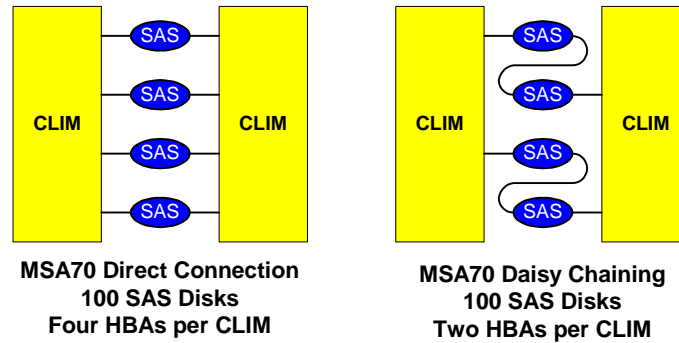 SAS
SAS
SAS
SAS
CLIM
CLIM
MSA70 Direct Connection
100 SAS Disks
Four HBAs per CLIM
SAS
SAS
SAS
SAS
CLIM
CLIM
MSA70 Daisy Chaining
100 SAS Disks
Two HBAs per CLIM